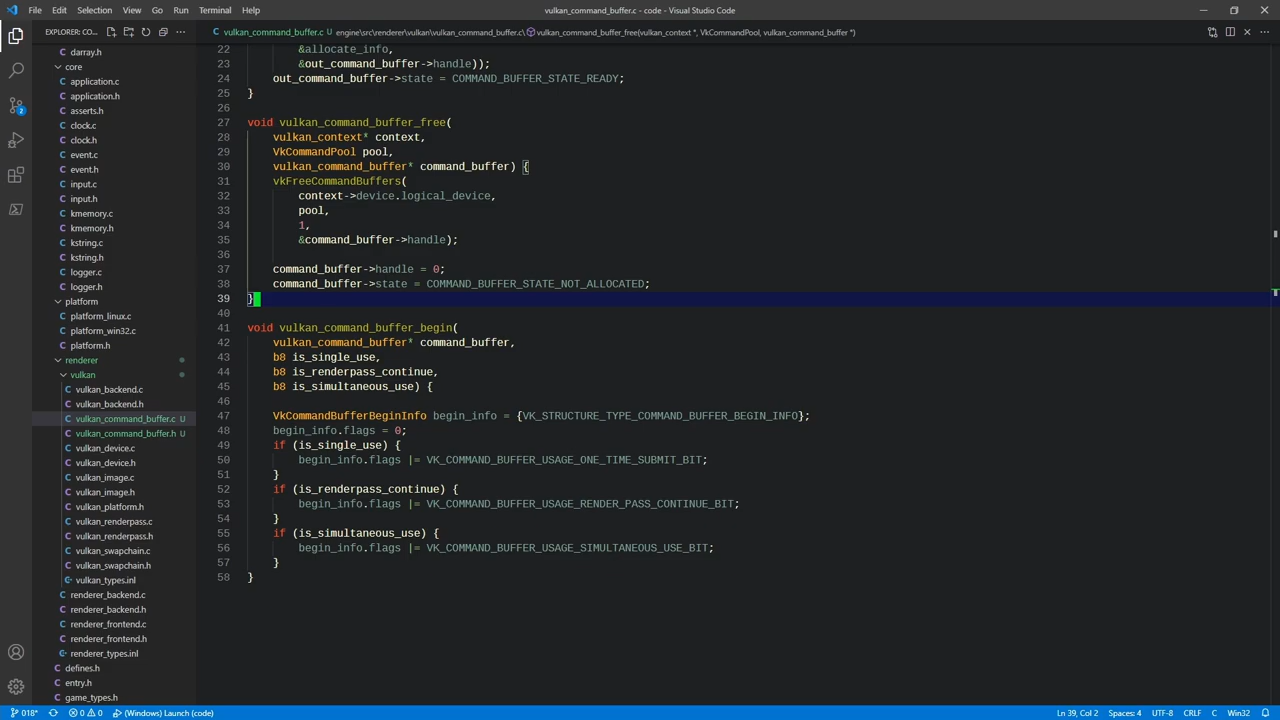 File Edit Selection View Go Run Terminal Help
vulkan_command_buffer.c - code - Visual Studio Code
EXPLORER: CO...
vulkan_command_buffer.c U
engine\src\renderer\vulkan\vulkan_command_buffer.c\ vulkan_command_buffer_free(vulkan_context *, VkCommandPool, vulkan_command_buffer *)
C darray.h
core
C application.c
C application.h
C asserts.h
C clock.c
C clock.h
C event.c
C event.h
C input.c
C input.h
C kmemory.c
C kmemory.h
C kstring.c
C kstring.h
C logger.c
C logger.h
platform
C platform_linux.c
C platform_win32.c
C platform.h
renderer
vulkan
C vulkan_backend.c
C vulkan_backend.h
C vulkan_command_buffer.c U
C vulkan_command_buffer.h U
C vulkan_device.c
C vulkan_device.h
C vulkan_image.c
C vulkan_image.h
C vulkan_platform.h
C vulkan_renderpass.c
C vulkan_renderpass.h
C vulkan_swapchain.c
C vulkan_swapchain.h
vulkan_types.inl
C renderer_backend.c
C renderer_backend.h
C renderer_frontend.c
C renderer_frontend.h
renderer_types.inl
C defines.h
C entry.h
C game_types.h
2
22 &allocate_info,
23 &out_command_buffer->handle));
24 out_command_buffer->state = COMMAND_BUFFER_STATE_READY;
25 }
26
27 void vulkan_command_buffer_free(
28 vulkan_context* context,
29 VkCommandPool pool,
30 vulkan_command_buffer* command_buffer) {
31 vkFreeCommandBuffers(
32 context->device.logical_device,
33 pool,
34 1,
35 &command_buffer->handle);
36
37 command_buffer->handle = 0;
38 command_buffer->state = COMMAND_BUFFER_STATE_NOT_ALLOCATED;
39 }
40
41 void vulkan_command_buffer_begin(
42 vulkan_command_buffer* command_buffer,
43 b8 is_single_use,
44 b8 is_renderpass_continue,
45 b8 is_simultaneous_use) {
46
47 VkCommandBufferBeginInfo begin_info = {VK_STRUCTURE_TYPE_COMMAND_BUFFER_BEGIN_INFO};
48 begin_info.flags = 0;
49 if (is_single_use) {
50 begin_info.flags |= VK_COMMAND_BUFFER_USAGE_ONE_TIME_SUBMIT_BIT;
51 }
52 if (is_renderpass_continue) {
53 begin_info.flags |= VK_COMMAND_BUFFER_USAGE_RENDER_PASS_CONTINUE_BIT;
54 }
55 if (is_simultaneous_use) {
56 begin_info.flags |= VK_COMMAND_BUFFER_USAGE_SIMULTANEOUS_USE_BIT;
57 }
58 }
018* 0 0 (Windows) Launch (code)
Ln 39, Col 2 Spaces: 4 UTF-8 CRLF C Win32